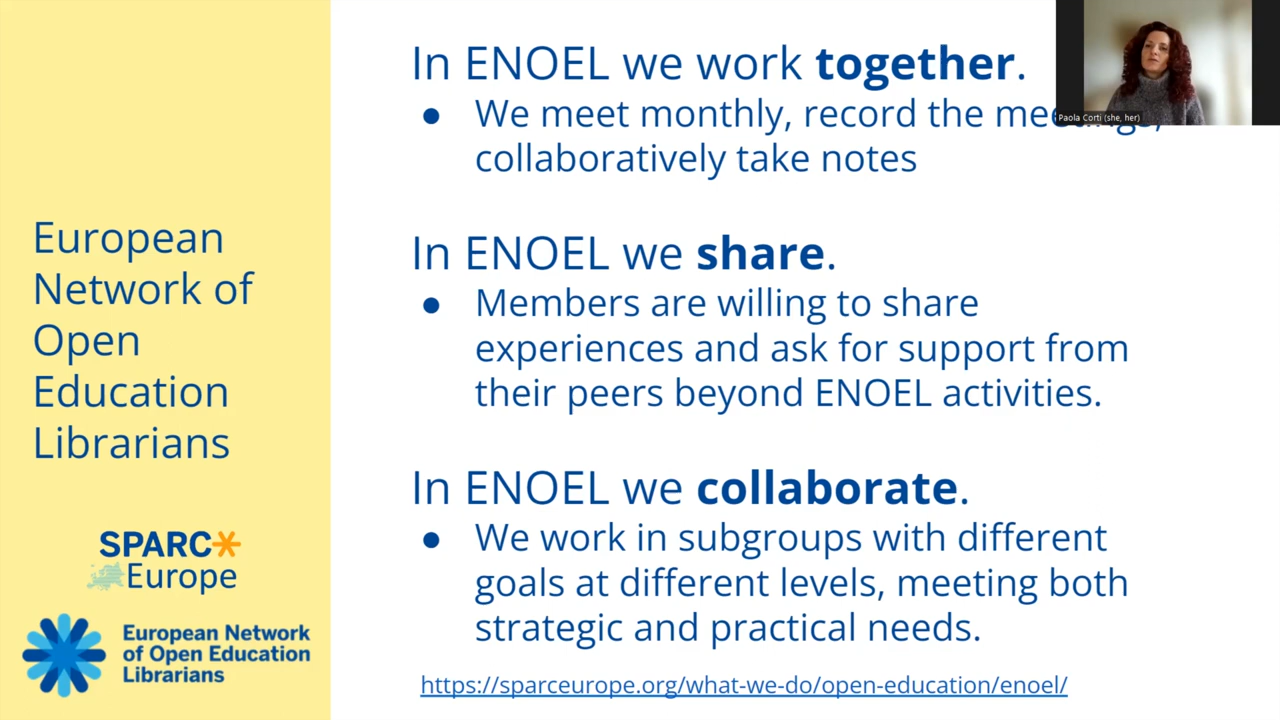 European
Network of
Open
Education
Librarians
SPARC
Europe
European Network
of Open Education
Librarians
In ENOEL we work together.
● We meet monthly, record the
collaboratively take notes
In ENOEL we share.
● Members are willing to share
experiences and ask for support from
their peers beyond ENOEL activities.
In ENOEL we collaborate.
● We work in subgroups with different
goals at different levels, meeting both
strategic and practical needs.
https://sparceurope.org/what-we-do/open-education/enoel/
Paola Corti (she, her)